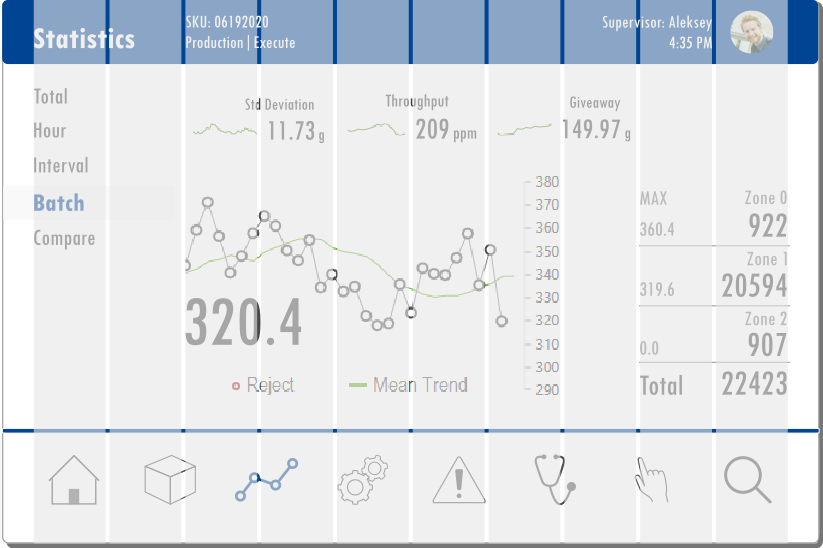 Statistics
SKU: 06192020
Production | Execute
Supervisor: Aleksey
4:35 PM
Total
Hour
Interval
Batch
Compare
Std Deviation
11.73 g
Throughput
209 ppm
Giveaway
149.97 g
380
370
360
350
340
330
320
310
300
290
320.4
Reject
Mean Trend
MAX
Zone 0
360.4
922
Zone 1
319.6
20594
Zone 2
0.0
907
Total
22423